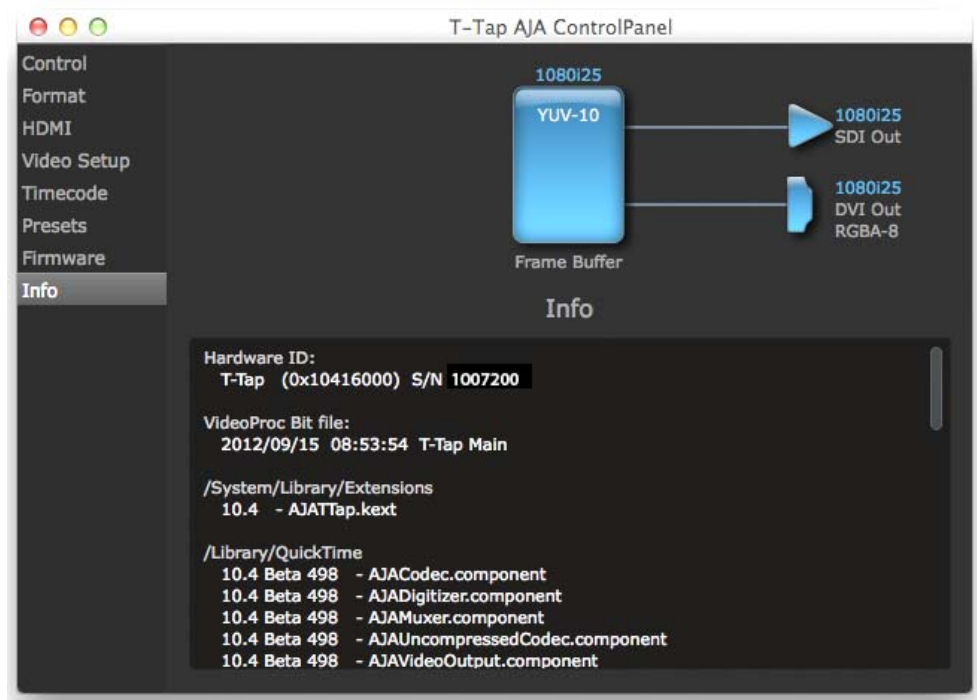 T-Tap AJA ControlPanel
Control
Format
HDMI
Video Setup
Timecode
Presets
Firmware
Info
1080i25
YUV-10
Frame Buffer
1080i25
SDI Out
1080i25
DVI Out
RGBA-8
Info
Hardware ID:
T-Tap (0x10416000) S/N 1007200
VideoProc Bit file:
2012/09/15 08:53:54 T-Tap Main
/System/Library/Extensions
10.4 - AJATTap.kext
/Library/QuickTime
10.4 Beta 498 - AJACodec.component
10.4 Beta 498 - AJADigitizer.component
10.4 Beta 498 - AJAMuxer.component
10.4 Beta 498 - AJAUncompressedCodec.component
10.4 Beta 498 - AJAVideoOutput.component